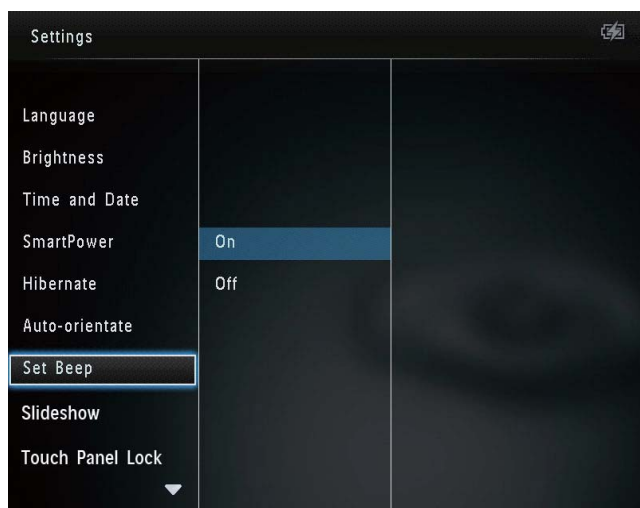 Settings
Language
Brightness
Time and Date
SmartPower
On
Hibernate
Off
Auto-orientate
Set Beep
Slideshow
Touch Panel Lock